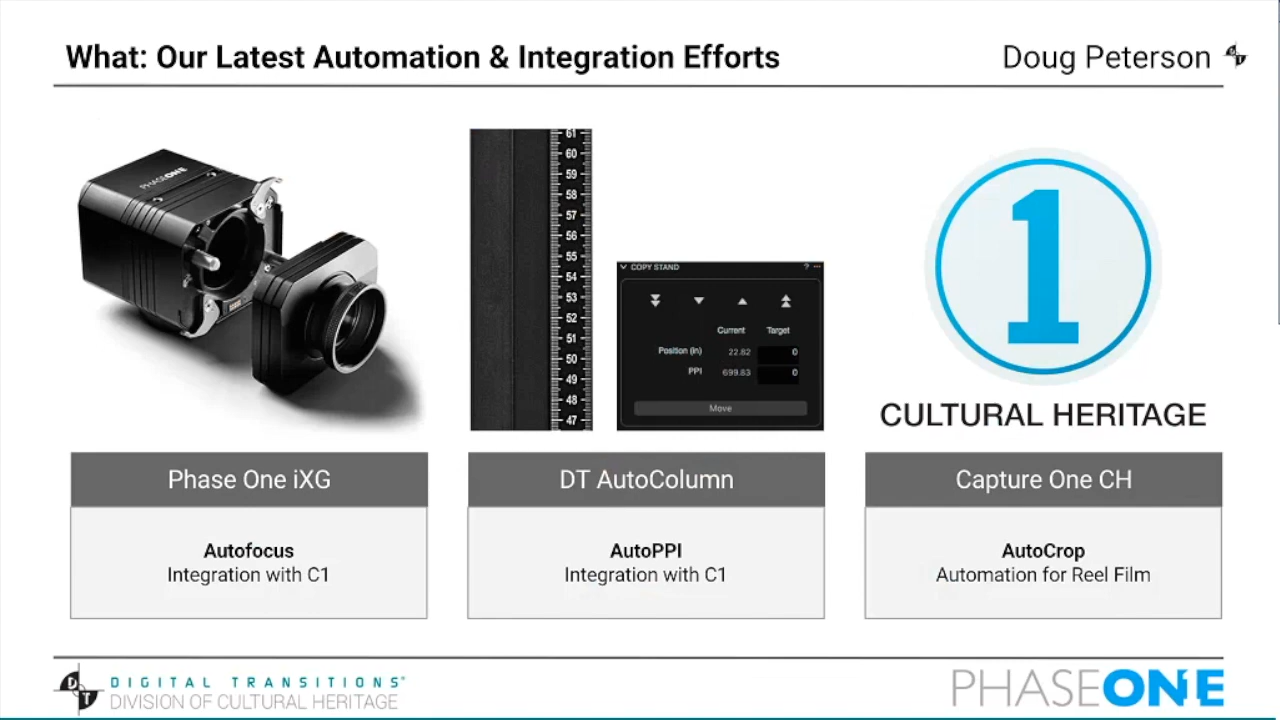 What: Our Latest Automation & Integration Efforts
Doug Peterson
PHASEONE
61
60
59
58
57
56
55
54
53
52
51
50
49
48
47
COPY STAND
? ...
Current Target
Position (in) 22.82 0
PPI 699.83 0
Move
1
CULTURAL HERITAGE
Phase One iXG
Autofocus
Integration with C1
DT AutoColumn
AutoPPI
Integration with C1
Capture One CH
AutoCrop
Automation for Reel Film
D T
DIGITAL TRANSITIONS
DIVISION OF CULTURAL HERITAGE
PHASEONE